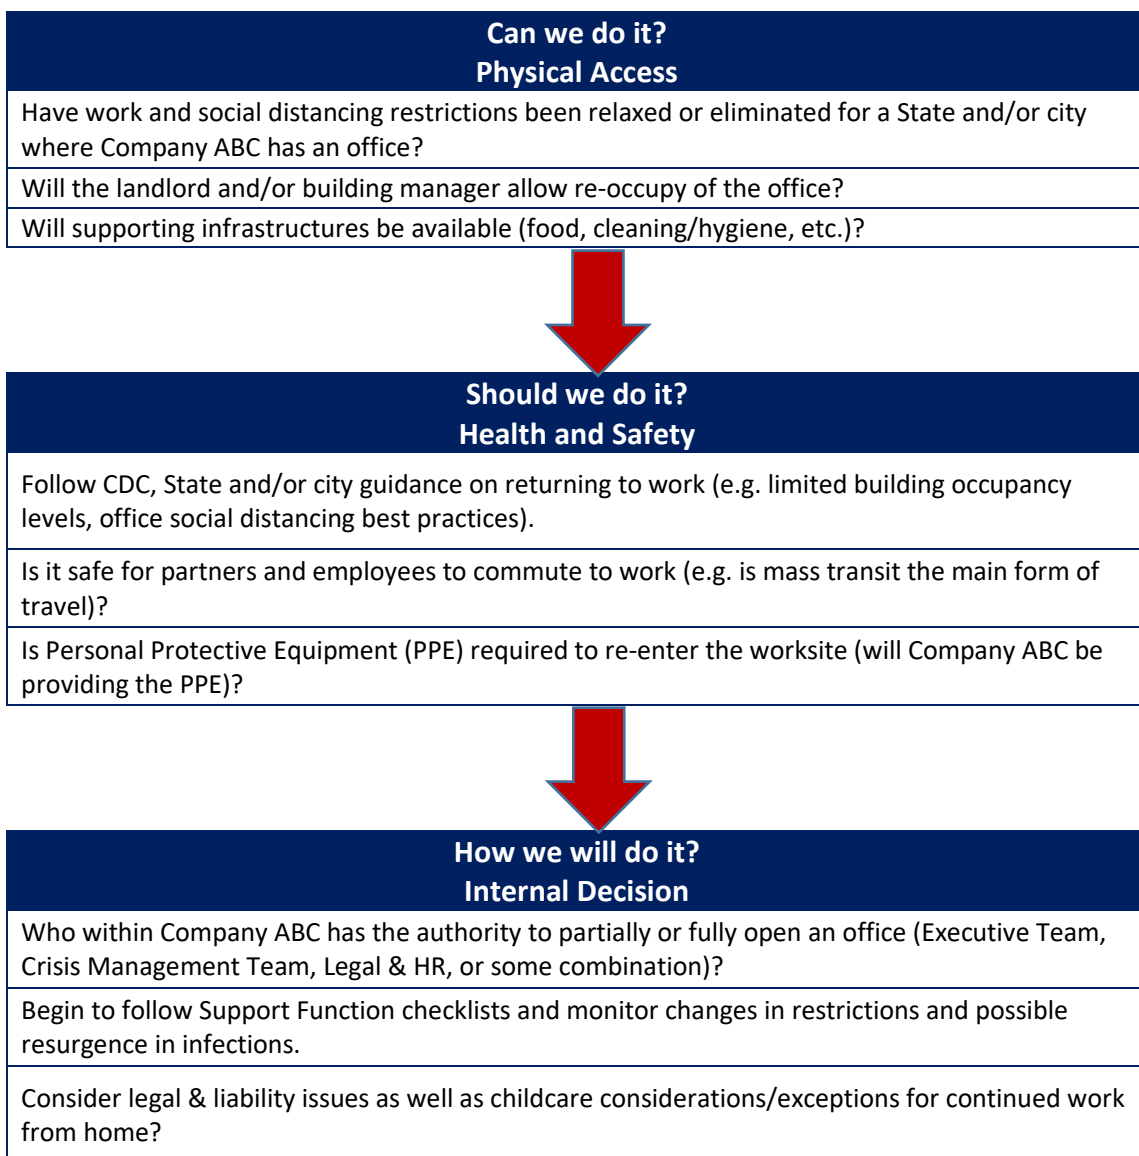 Can we do it?
Physical Access
Have work and social distancing restrictions been relaxed or eliminated for a State and/or city
where Company ABC has an office?
Will the landlord and/or building manager allow re-occupy of the office?
Will supporting infrastructures be available (food, cleaning/hygiene, etc.)?
Should we do it?
Health and Safety
Follow CDC, State and/or city guidance on returning to work (e.g. limited building occupancy
levels, office social distancing best practices).
Is it safe for partners and employees to commute to work (e.g. is mass transit the main form of
travel)?
Is Personal Protective Equipment (PPE) required to re-enter the worksite (will Company ABC be
providing the PPE)?
How we will do it?
Internal Decision
Who within Company ABC has the authority to partially or fully open an office (Executive Team,
Crisis Management Team, Legal & HR, or some combination)?
Begin to follow Support Function checklists and monitor changes in restrictions and possible
resurgence in infections.
Consider legal & liability issues as well as childcare considerations/exceptions for continued work
from home?